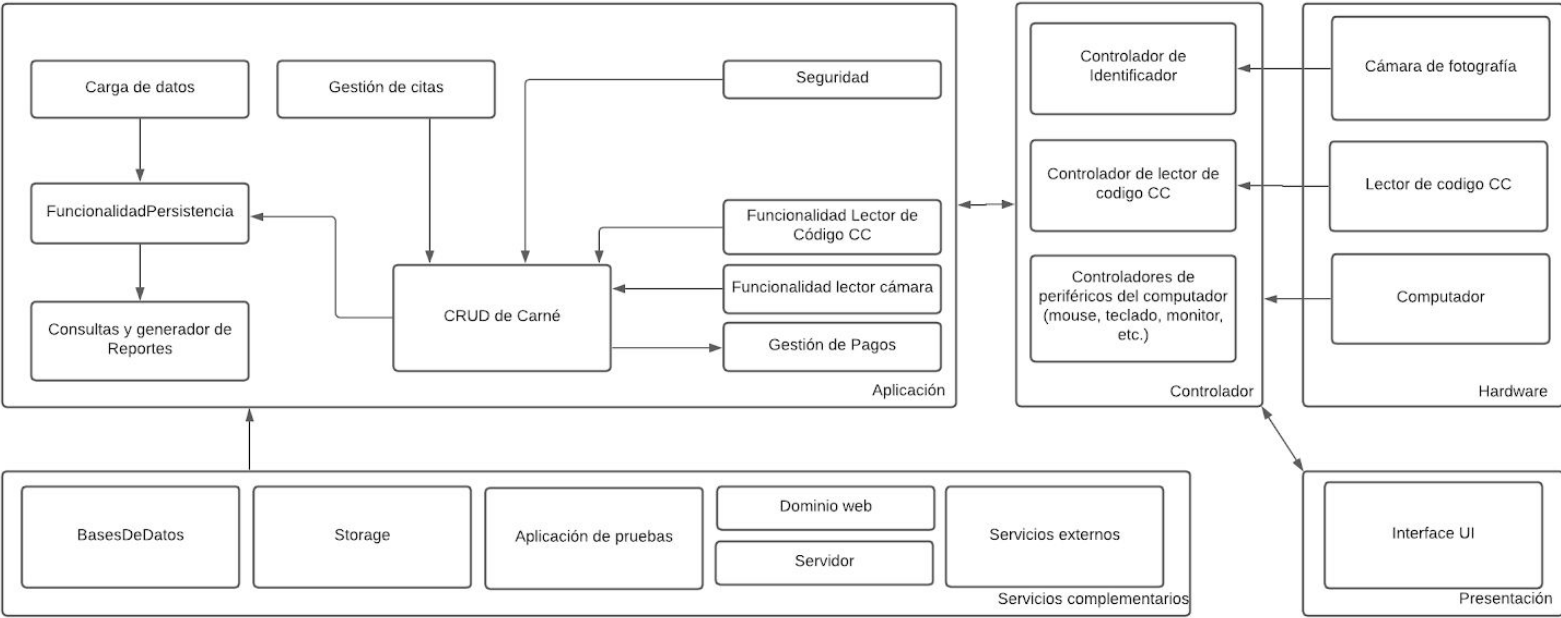 Carga de datos
Gestión de citas
Seguridad
FuncionalidadPersistencia
Funcionalidad Lector de
Código CC
Funcionalidad lector cámara
CRUD de Carné
Consultas y generador de
Reportes
Gestión de Pagos
Aplicación
Controlador de
Identificador
Controlador de lector de
codigo CC
Controladores de
periféricos del computador
(mouse, teclado, monitor,
etc.)
Controlador
Cámara de fotografía
Lector de codigo CC
Computador
Hardware
BasesDeDatos
Storage
Aplicación de pruebas
Dominio web
Servidor
Servicios externos
Servicios complementarios
Interface UI
Presentación